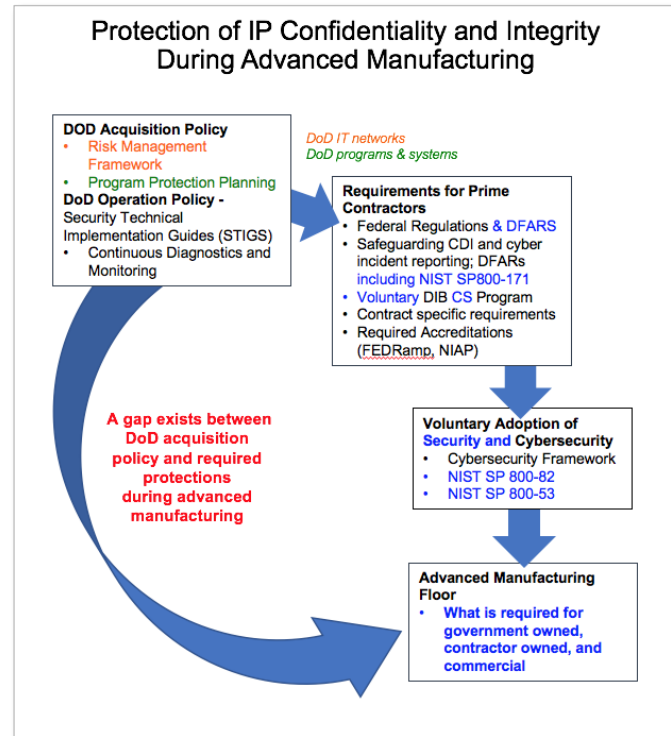 Protection of IP Confidentiality and Integrity
During Advanced Manufacturing
DOD Acquisition Policy
• Risk Management
Framework
• Program Protection Planning
DoD Operation Policy -
Security Technical
Implementation Guides (STIGS)
• Continuous Diagnostics and
Monitoring
DoD IT networks
DoD programs & systems
Requirements for Prime
Contractors
• Federal Regulations & DFARS
• Safeguarding CDI and cyber
incident reporting; DFARs
including NIST SP800-171
• Voluntary DIB CS Program
• Contract specific requirements
• Required Accreditations
(FEDRamp, NIAP)
A gap exists between
DoD acquisition
policy and required
protections
during advanced
manufacturing
Voluntary Adoption of
Security and Cybersecurity
• Cybersecurity Framework
• NIST SP 800-82
• NIST SP 800-53
Advanced Manufacturing
Floor
• What is required for
government owned,
contractor owned, and
commercial